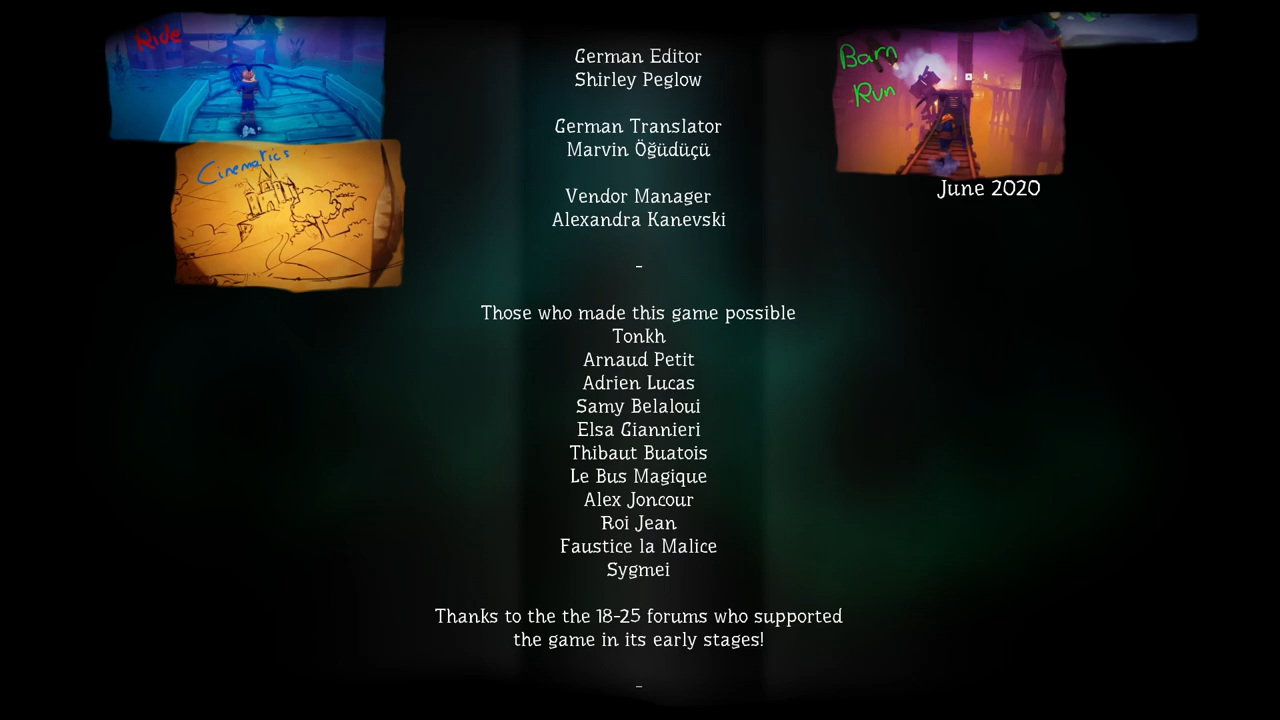 Ride
Cinematics
German Editor
Shirley Peglow
German Translator
Marvin Öğüdüçü
Vendor Manager
Alexandra Kanevski
-
Those who made this game possible
Tonkh
Arnaud Petit
Adrien Lucas
Samy Belaloui
Elsa Giannieri
Thibaut Buatois
Le Bus Magique
Alex Joncour
Roi Jean
Faustice la Malice
Sygmei
Thanks to the the 18-25 forums who supported
the game in its early stages!
-
Barn
Run
June 2020